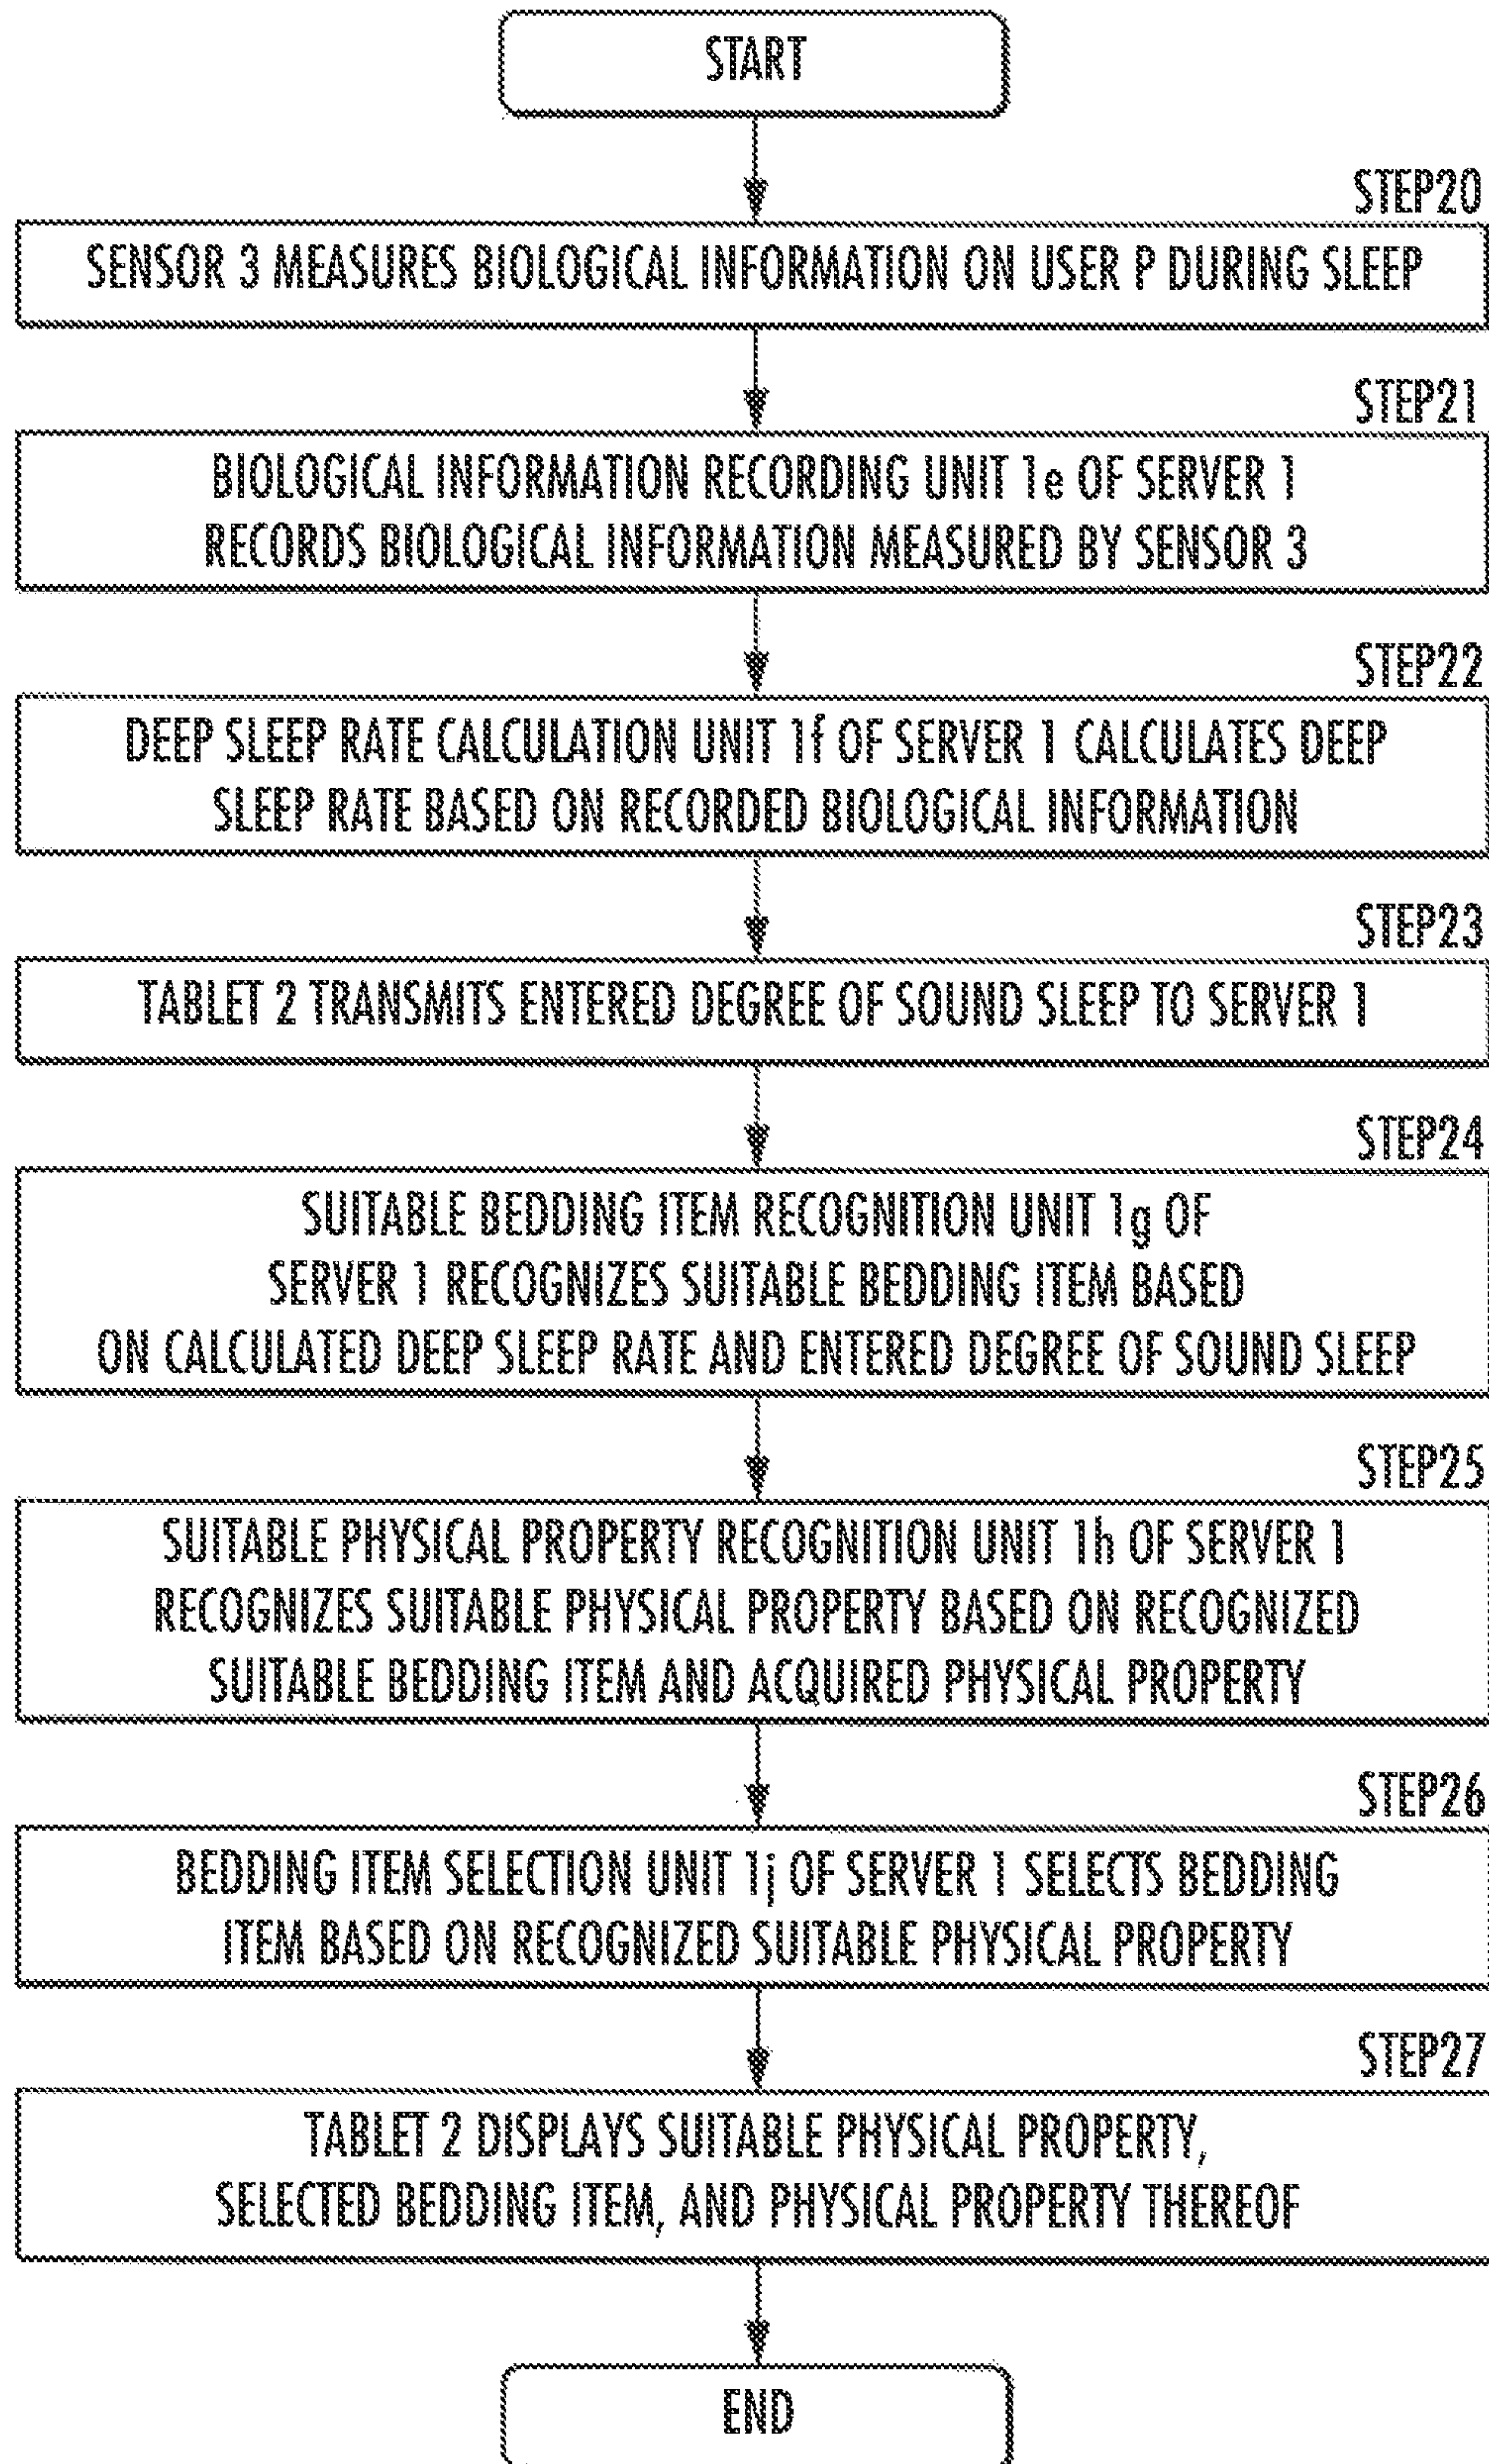 START
STEP20
SENSOR 3 MEASURES BIOLOGICAL INFORMATION ON USER P DURING SLEEP
STEP21
BIOLOGICAL INFORMATION RECORDING UNIT 1e OF SERVER 1
RECORDS BIOLOGICAL INFORMATION MEASURED BY SENSOR 3
STEP22
DEEP SLEEP RATE CALCULATION UNIT 1f OF SERVER 1 CALCULATES DEEP
SLEEP RATE BASED ON RECORDED BIOLOGICAL INFORMATION
STEP23
TABLET 2 TRANSMITS ENTERED DEGREE OF SOUND SLEEP TO SERVER 1
STEP24
SUITABLE BEDDING ITEM RECOGNITION UNIT 1g OF
SERVER 1 RECOGNIZES SUITABLE BEDDING ITEM BASED
ON CALCULATED DEEP SLEEP RATE AND ENTERED DEGREE OF SOUND SLEEP
STEP25
SUITABLE PHYSICAL PROPERTY RECOGNITION UNIT 1h OF SERVER 1
RECOGNIZES SUITABLE PHYSICAL PROPERTY BASED ON RECOGNIZED
SUITABLE BEDDING ITEM AND ACQUIRED PHYSICAL PROPERTY
STEP26
BEDDING ITEM SELECTION UNIT 1j OF SERVER 1 SELECTS BEDDING
ITEM BASED ON RECOGNIZED SUITABLE PHYSICAL PROPERTY
STEP27
TABLET 2 DISPLAYS SUITABLE PHYSICAL PROPERTY,
SELECTED BEDDING ITEM, AND PHYSICAL PROPERTY THEREOF
END